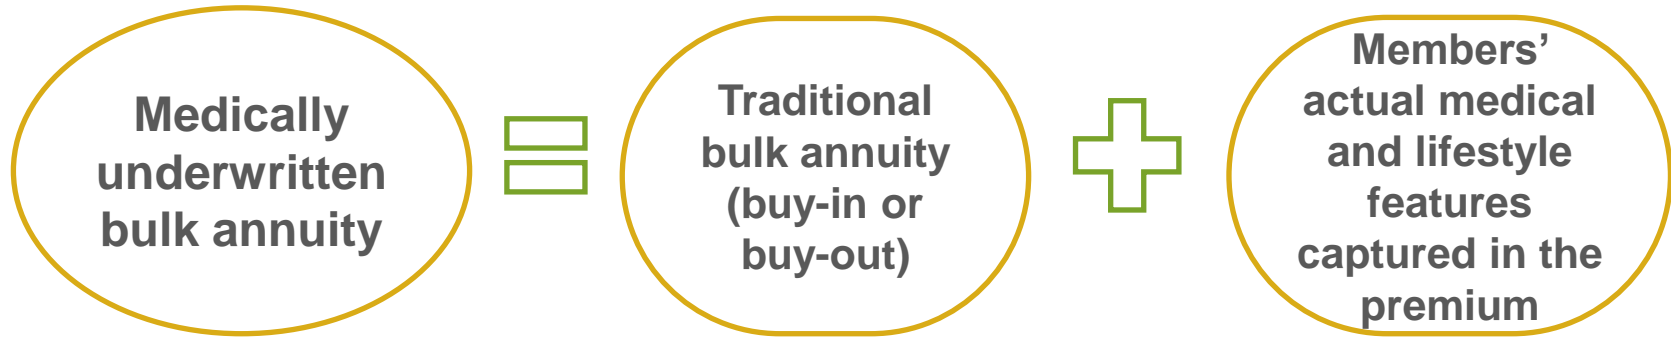 Medically
underwritten
bulk annuity
Traditional
bulk annuity
(buy-in or
buy-out)
Members’
actual medical
and lifestyle
features
captured in the
premium